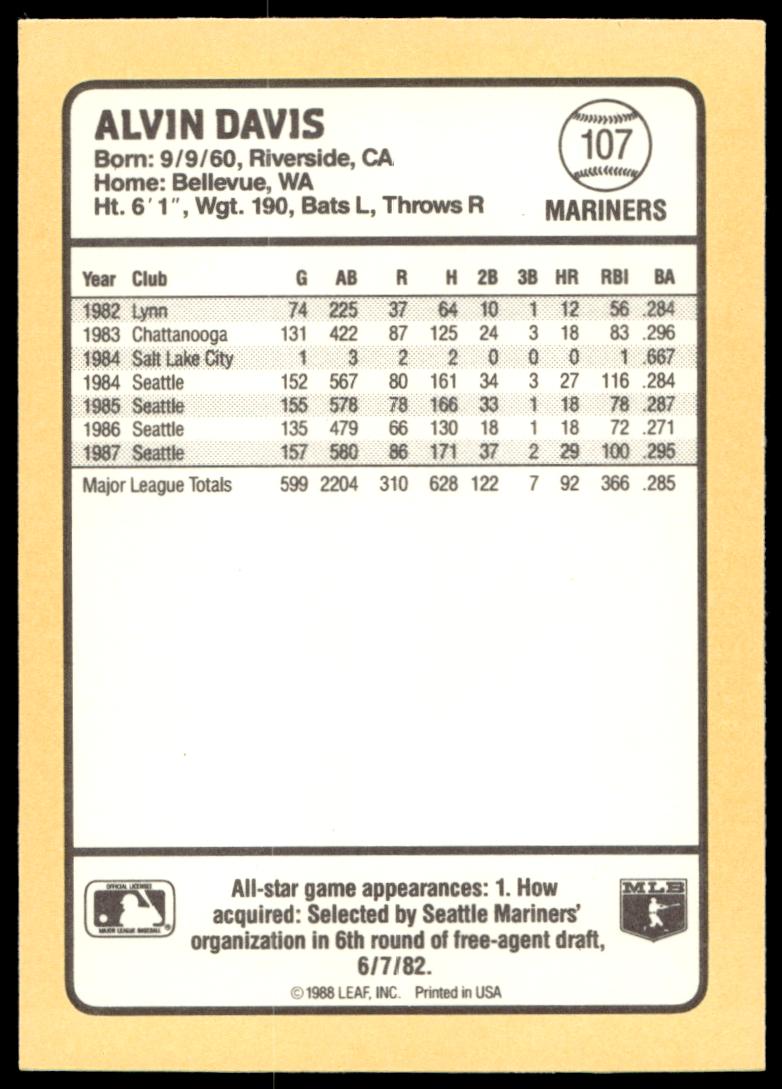 ALVIN DAVIS
Born: 9/9/60, Riverside, CA
Home: Bellevue, WA
Ht. 6' 1", Wgt. 190, Bats L, Throws R
107
MARINERS
Year Club G AB R H 2B 3B HR RBI BA
1982 Lynn 74 225 37 64 10 1 12 56 .284
1983 Chattanooga 131 422 87 125 24 3 18 83 .296
1984 Salt Lake City 1 3 2 2 0 0 0 1 .667
1984 Seattle 152 567 80 161 34 3 27 116 .284
1985 Seattle 155 578 78 166 33 1 18 78 .287
1986 Seattle 135 479 66 130 18 1 18 72 .271
1987 Seattle 157 580 86 171 37 2 29 100 .295
Major League Totals 599 2204 310 628 122 7 92 366 .285
OFFICIAL LICENSEE
MAJOR LEAGUE BASEBALL®
All-star game appearances: 1. How
acquired: Selected by Seattle Mariners'
organization in 6th round of free-agent draft,
6/7/82.
MLB
©1988 LEAF, INC. Printed in USA